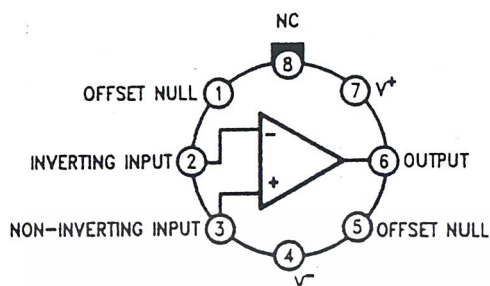 NC
8
OFFSET NULL 1
7 V+
-
INVERTING INPUT 2
6 OUTPUT
+
NON-INVERTING INPUT 3
5 OFFSET NULL
4
V-